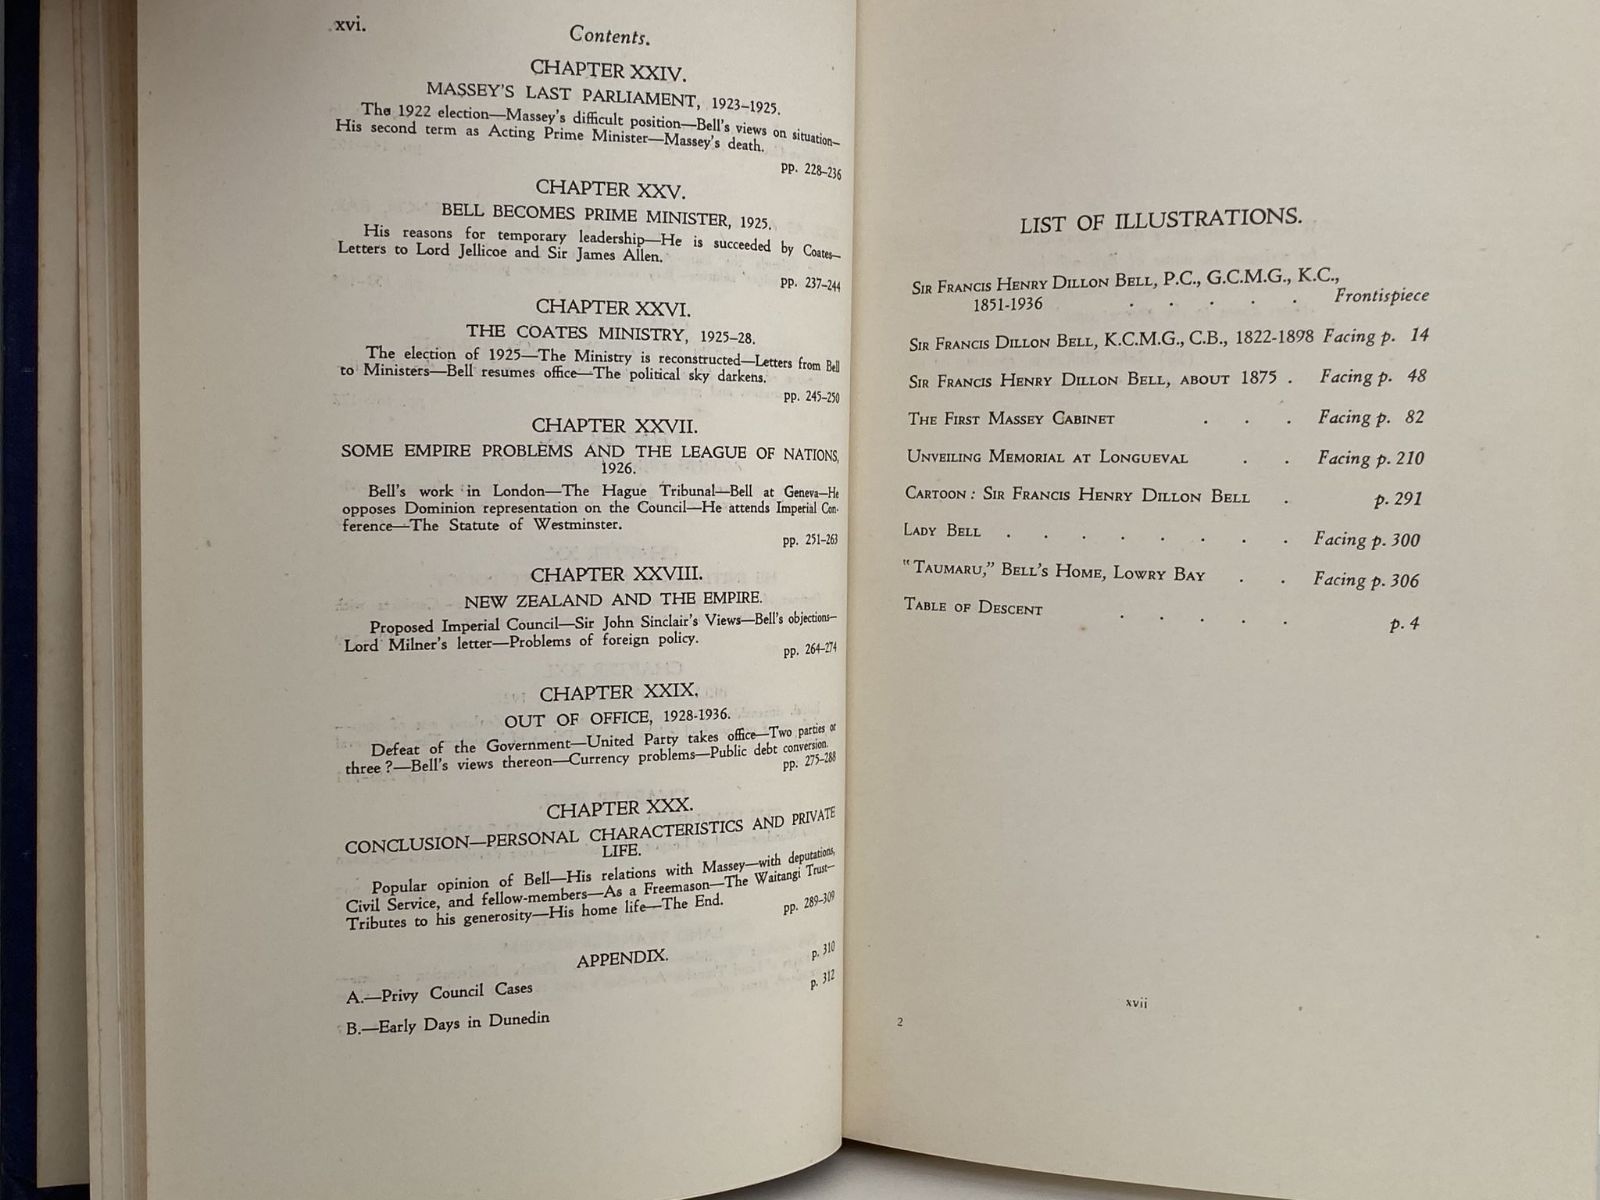 xvi.
Contents.
CHAPTER XXIV.
MASSEY'S LAST PARLIAMENT, 1923–1925.
The 1922 election—Massey's difficult position—Bell's views on situation—
His second term as Acting Prime Minister—Massey's death.
pp. 228–236
CHAPTER XXV.
BELL BECOMES PRIME MINISTER, 1925.
His reasons for temporary leadership—He is succeeded by Coates—
Letters to Lord Jellicoe and Sir James Allen.
pp. 237–244
CHAPTER XXVI.
THE COATES MINISTRY, 1925–28.
The election of 1925—The Ministry is reconstructed—Letters from Bell
to Ministers—Bell resumes office—The political sky darkens.
pp. 245–250
CHAPTER XXVII.
SOME EMPIRE PROBLEMS AND THE LEAGUE OF NATIONS,
1926.
Bell's work in London—The Hague Tribunal—Bell at Geneva—He
opposes Dominion representation on the Council—He attends Imperial Con-
ference—The Statute of Westminster.
pp. 251–263
CHAPTER XXVIII.
NEW ZEALAND AND THE EMPIRE.
Proposed Imperial Council—Sir John Sinclair's Views—Bell's objections—
Lord Milner's letter—Problems of foreign policy.
pp. 264–274
CHAPTER XXIX.
OUT OF OFFICE, 1928-1936.
Defeat of the Government—United Party takes office—Two parties or
three ?—Bell's views thereon—Currency problems—Public debt conversion.
pp. 275–288
CHAPTER XXX.
CONCLUSION—PERSONAL CHARACTERISTICS AND PRIVATE
LIFE.
Popular opinion of Bell—His relations with Massey—with deputations,
Civil Service, and fellow-members—As a Freemason—The Waitangi Trust—
Tributes to his generosity—His home life—The End.
pp. 289–309
APPENDIX.
A.—Privy Council Cases p. 310
B.—Early Days in Dunedin p. 312
LIST OF ILLUSTRATIONS.
SIR FRANCIS HENRY DILLON BELL, P.C., G.C.M.G., K.C.,
1851-1936 . . . . . Frontispiece
SIR FRANCIS DILLON BELL, K.C.M.G., C.B., 1822-1898 Facing p. 14
SIR FRANCIS HENRY DILLON BELL, ABOUT 1875 . Facing p. 48
THE FIRST MASSEY CABINET . . . Facing p. 82
UNVEILING MEMORIAL AT LONGUEVAL . . Facing p. 210
CARTOON : SIR FRANCIS HENRY DILLON BELL . p. 291
LADY BELL . . . . . . . . Facing p. 300
"TAUMARU," BELL'S HOME, LOWRY BAY . . Facing p. 306
TABLE OF DESCENT . . . . . p. 4
xvii
2